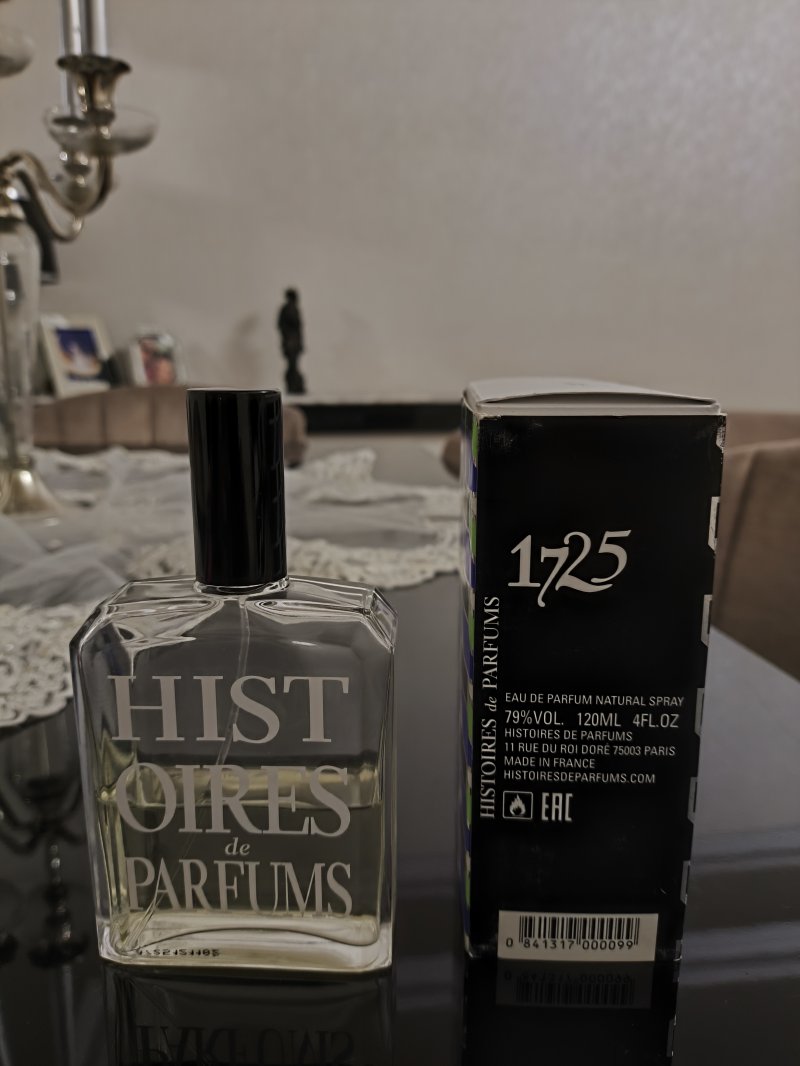 HIST
OIRES
de
PARFUMS
1725
HISTOIRES de PARFUMS
EAU DE PARFUM NATURAL SPRAY
79%VOL. 120ML 4FL.OZ
HISTOIRES DE PARFUMS
11 RUE DU ROI DORÉ 75003 PARIS
MADE IN FRANCE
HISTOIRESDEPARFUMS.COM
EAC
0 841317 000099